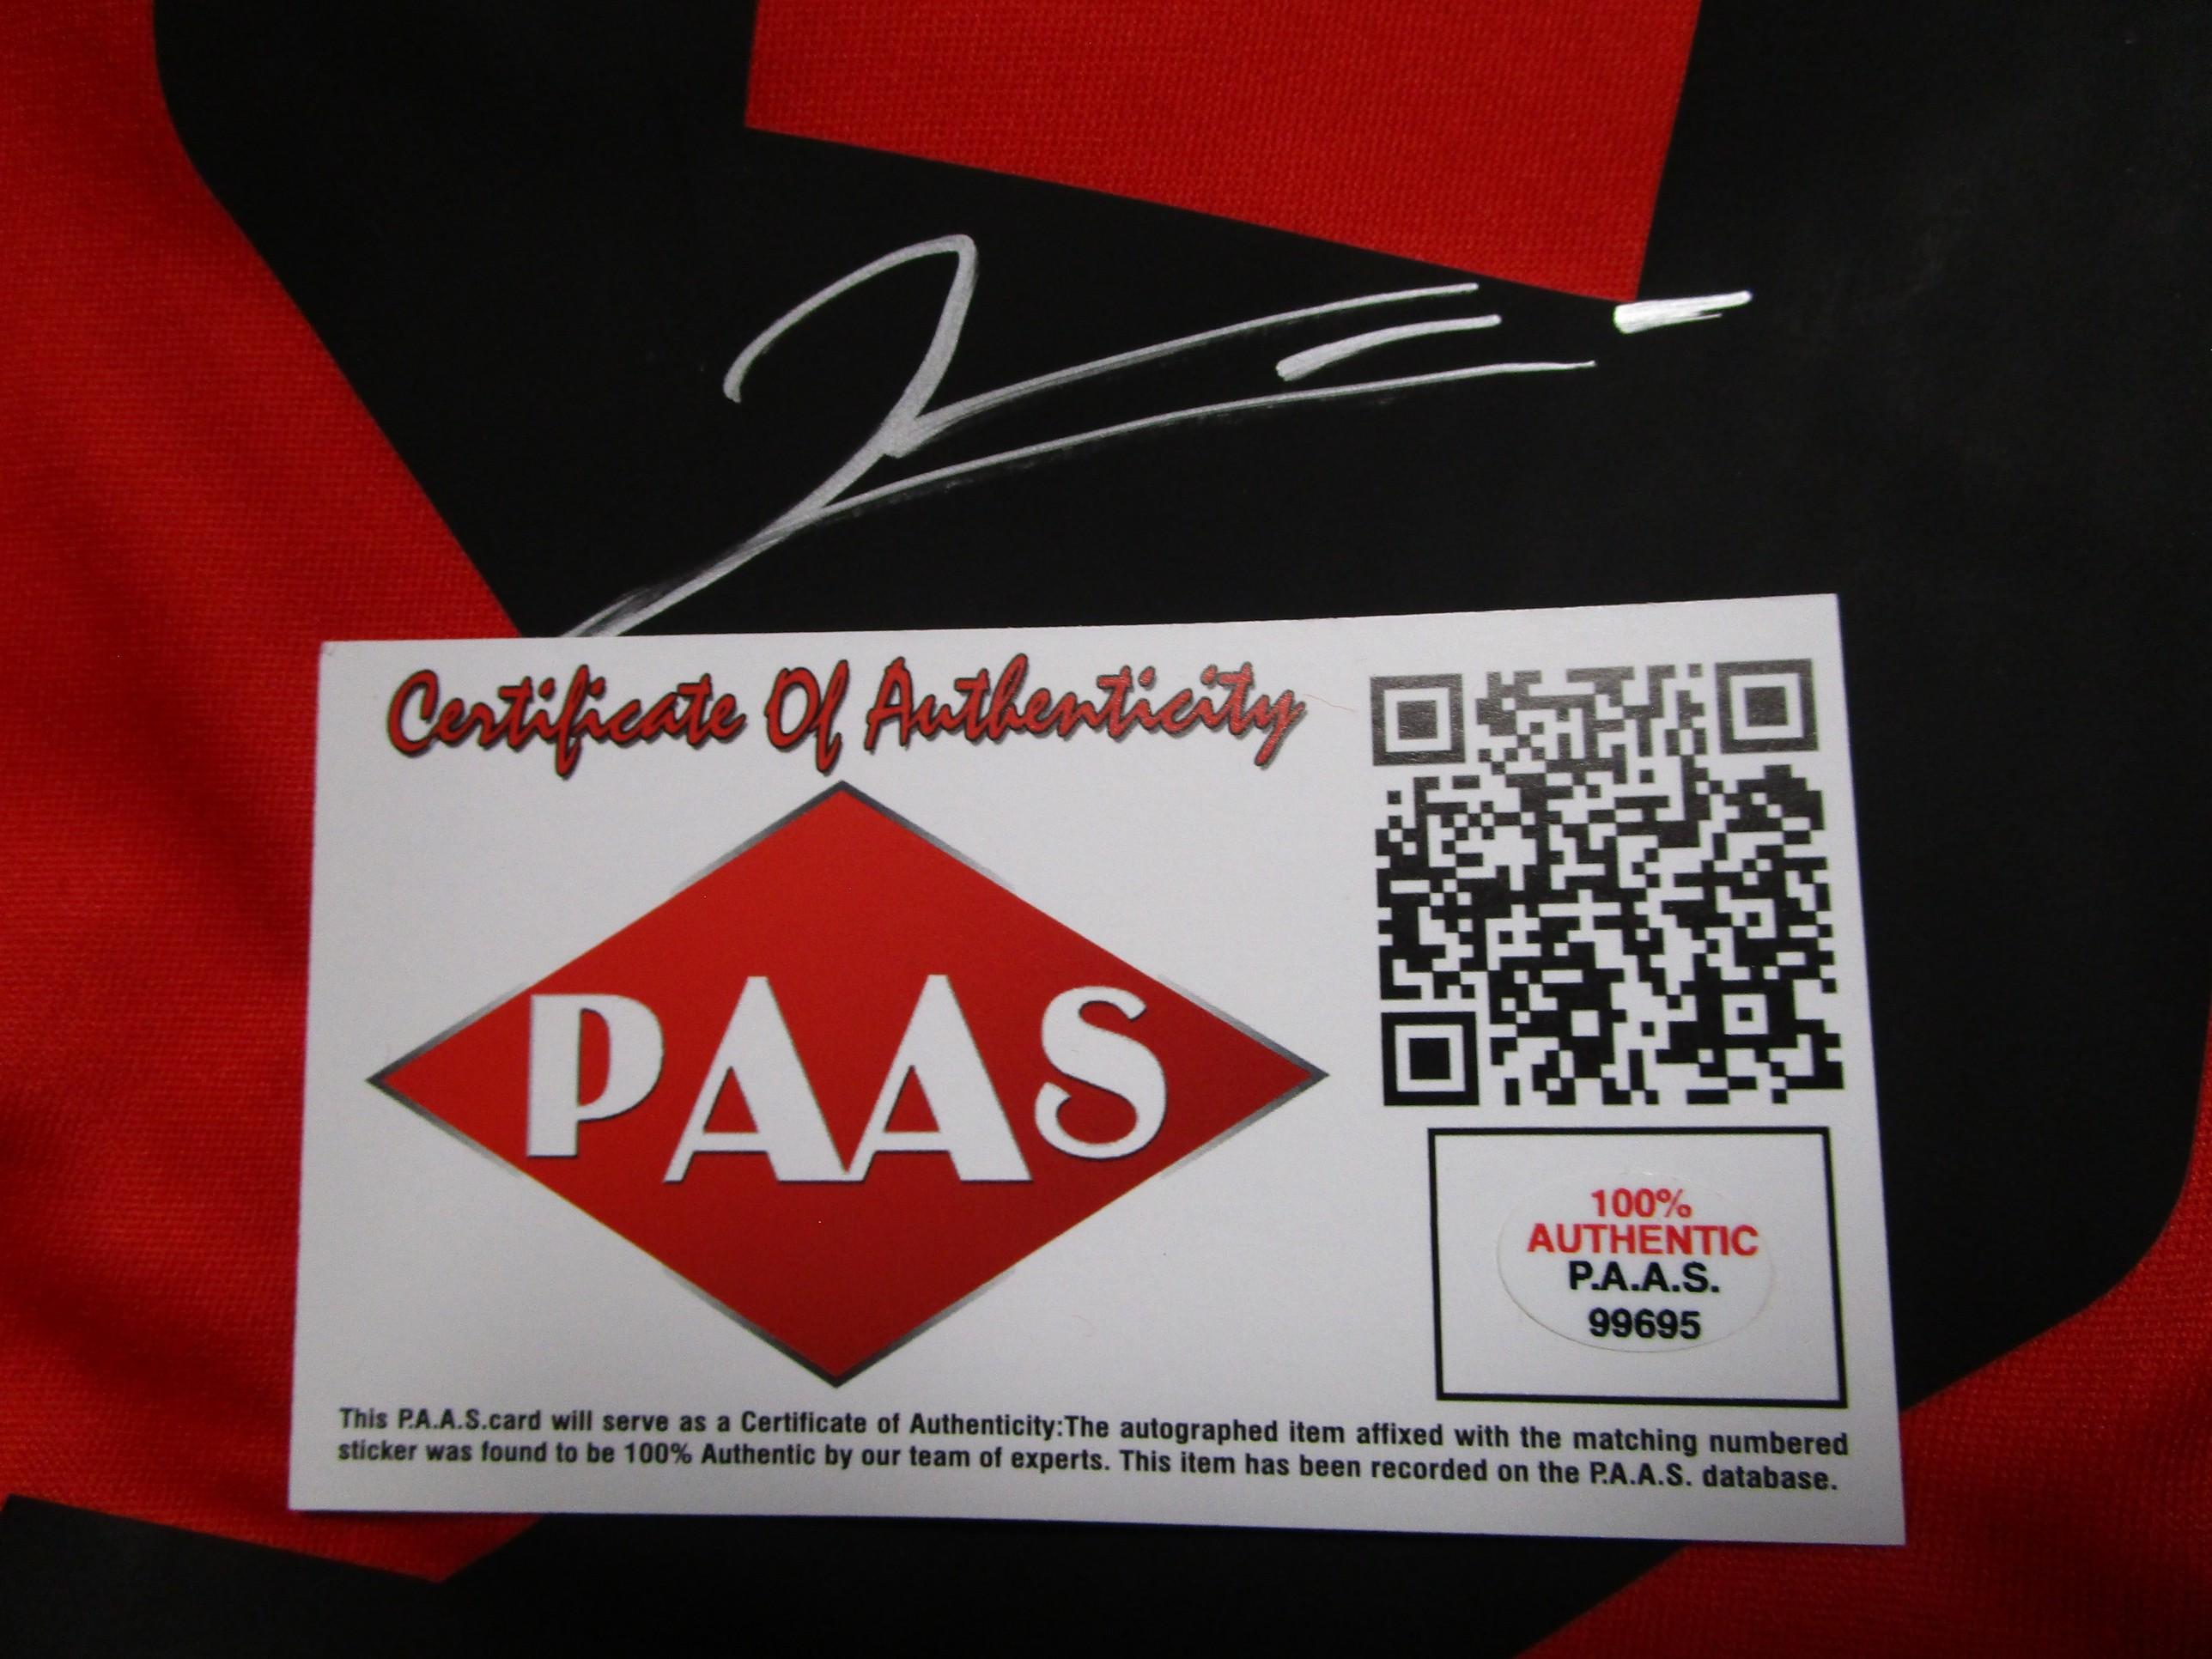 Certificate Of Authenticity
PAAS
100%
AUTHENTIC
P.A.A.S.
99695
This P.A.A.S.card will serve as a Certificate of Authenticity:The autographed item affixed with the matching numbered
sticker was found to be 100% Authentic by our team of experts. This item has been recorded on the P.A.A.S. database.